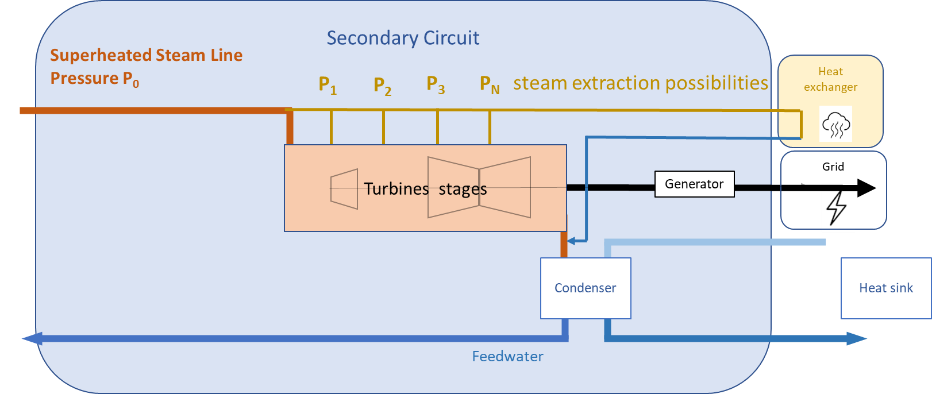 Secondary Circuit
Superheated Steam Line
Pressure P0
P1 P2 P3 PN steam extraction possibilities
Heat
exchanger
Turbines stages
Generator
Grid
Condenser
Heat sink
Feedwater